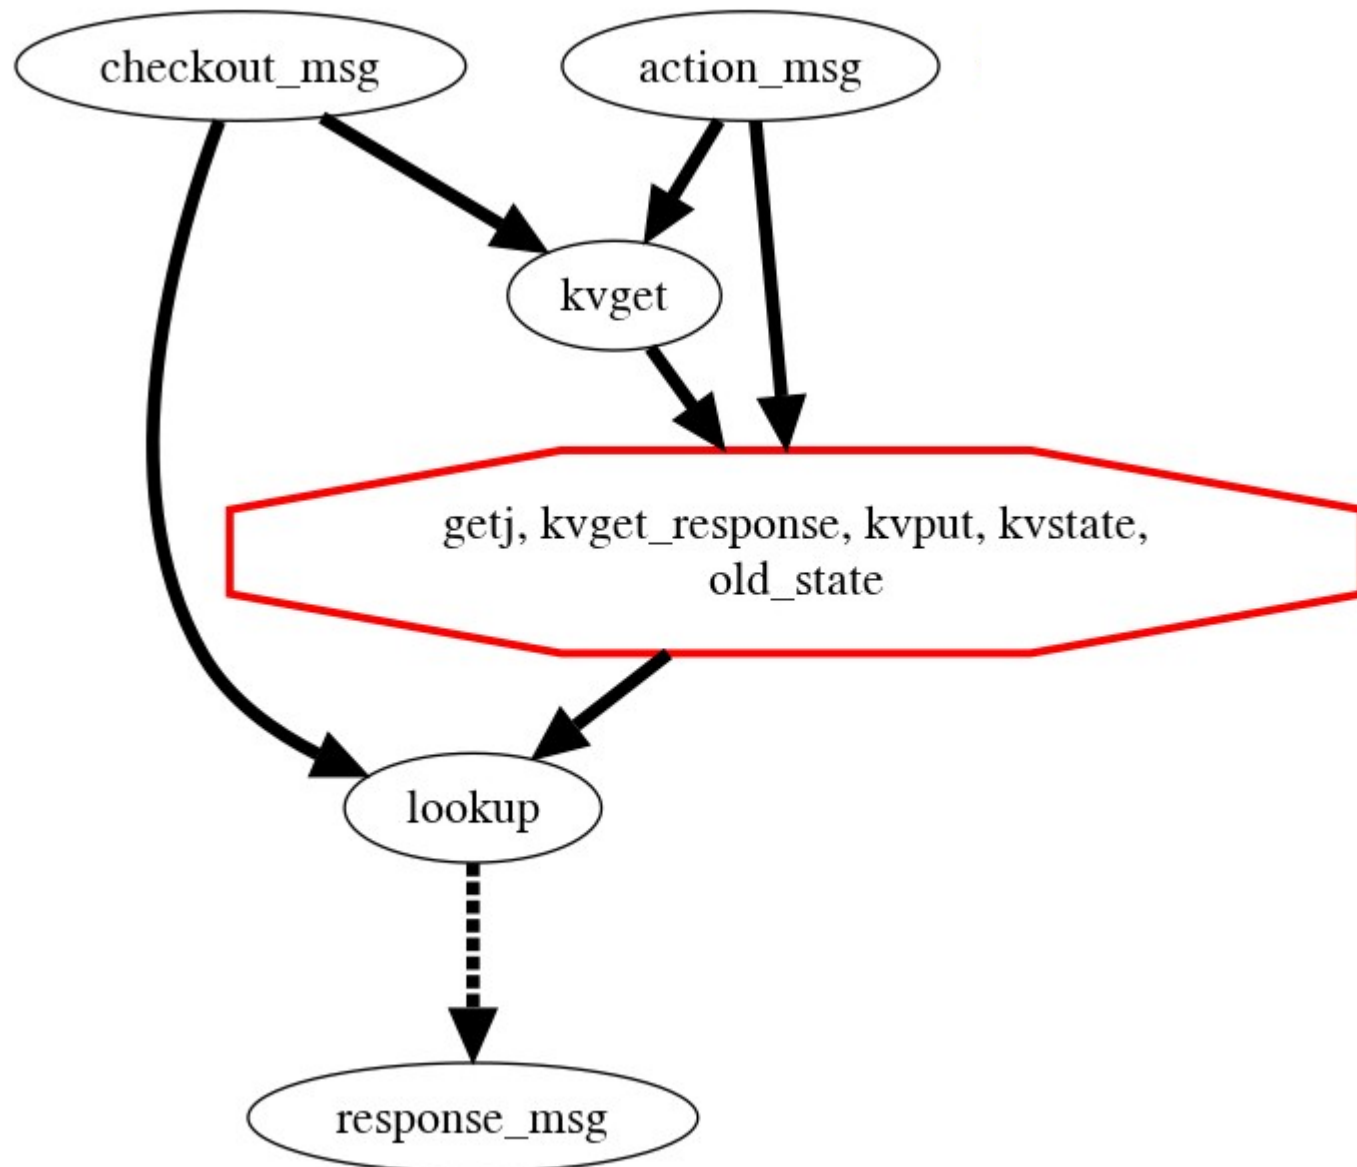 checkout_msg
action_msg
kvget
getj, kvget_response, kvput, kvstate,
old_state
lookup
response_msg